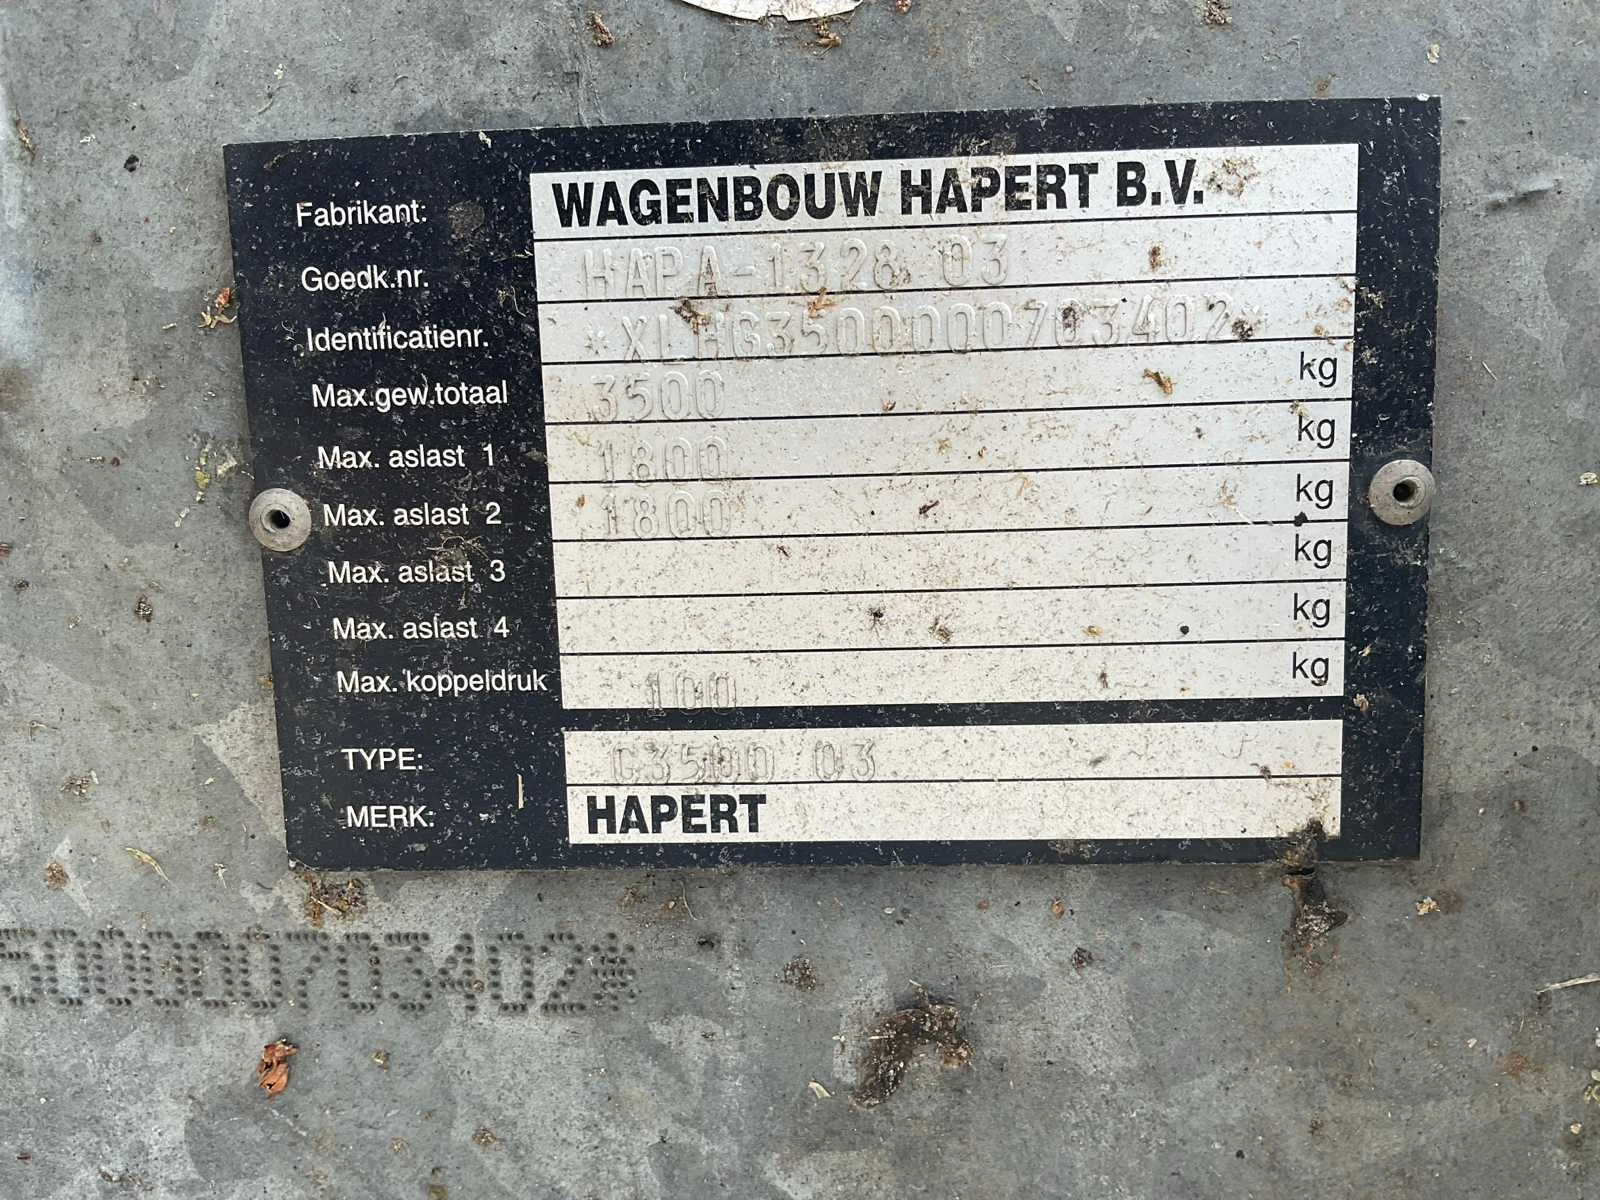 Fabrikant: WAGENBOUW HAPERT B.V.
Goedk.nr. HAPA-1328 03
Identificatienr. *XLHG3500000703402*
Max.gew.totaal 3500 kg
Max. aslast 1 1800 kg
Max. aslast 2 1800 kg
Max. aslast 3 kg
Max. aslast 4 kg
Max. koppeldruk 100 kg
TYPE: G3500 03
MERK: HAPERT
500000703402*